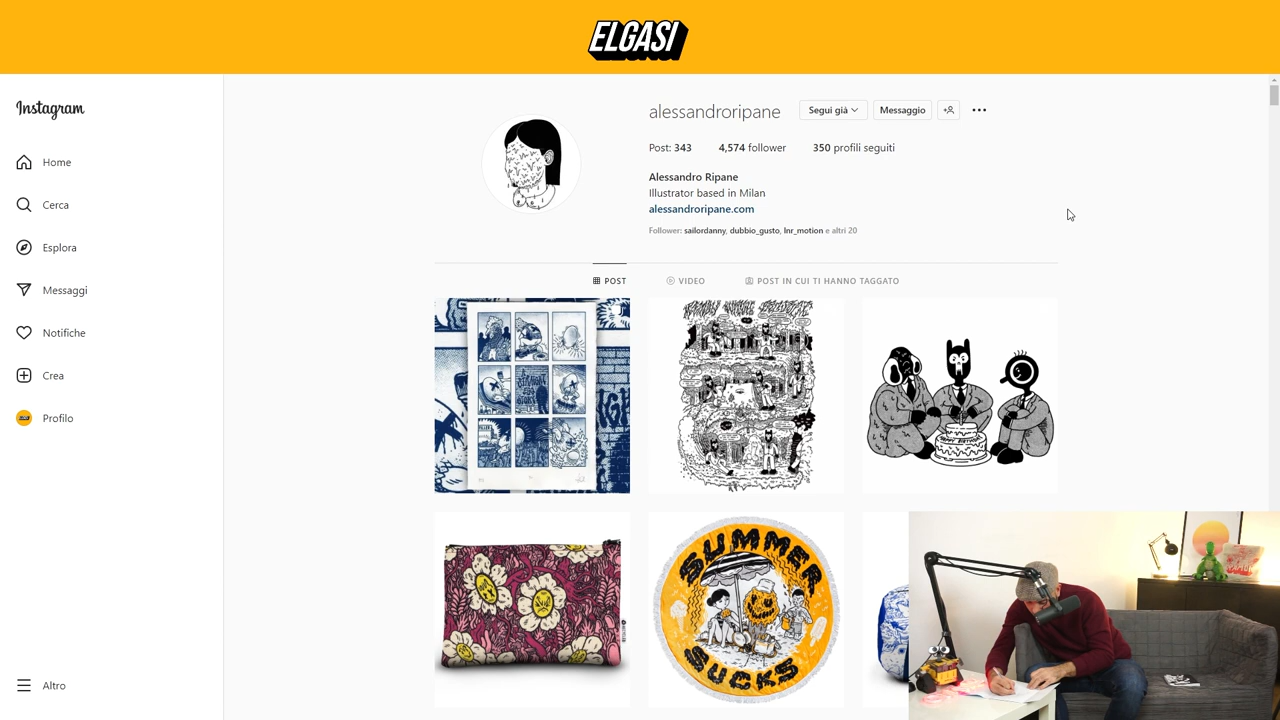 ELGASI
Instagram
Home
Cerca
Esplora
Messaggi
Notifiche
Crea
Profilo
Altro
alessandroripane
Segui già
Messaggio
Post: 343
4,574 follower
350 profili seguiti
Alessandro Ripane
Illustrator based in Milan
alessandroripane.com
Follower: sailordanny, dubbio_gusto, lnr_motion e altri 20
POST
VIDEO
POST IN CUI TI HANNO TAGGATO
HAPPY BIRTHDAY
SUMMER
SUCKS